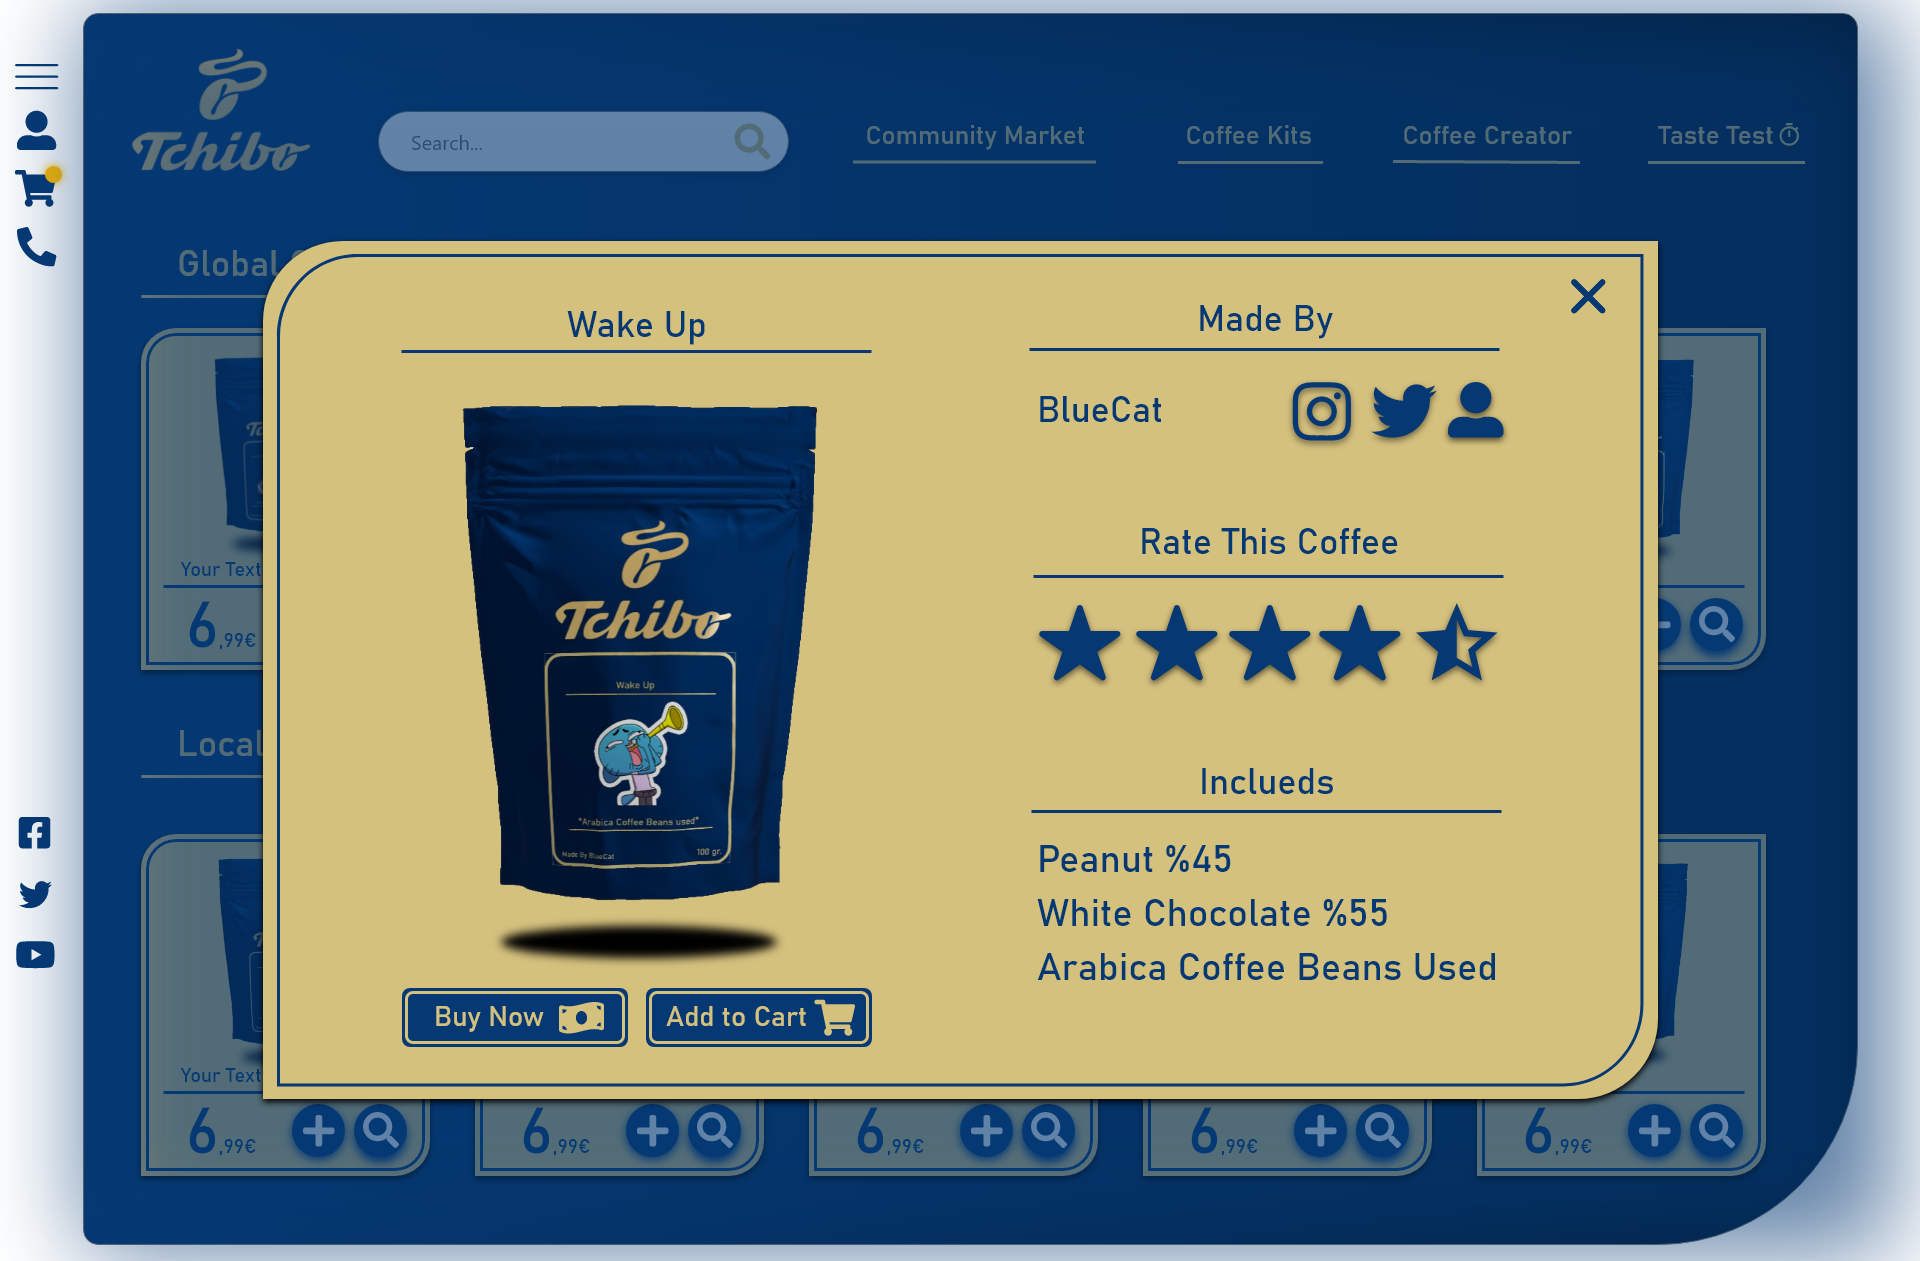 Tchibo
Search...
Community Market
Coffee Kits
Coffee Creator
Taste Test
Global
Wake Up
Made By
BlueCat
Rate This Coffee
Tchibo
Wake Up
"Arabica Coffee Beans used"
Made By BlueCat
100 gr.
Inclueds
Peanut %45
White Chocolate %55
Arabica Coffee Beans Used
Buy Now
Add to Cart
Your Text
6,99€
Local
Your Text
6,99€
6,99€
6,99€
6,99€
6,99€